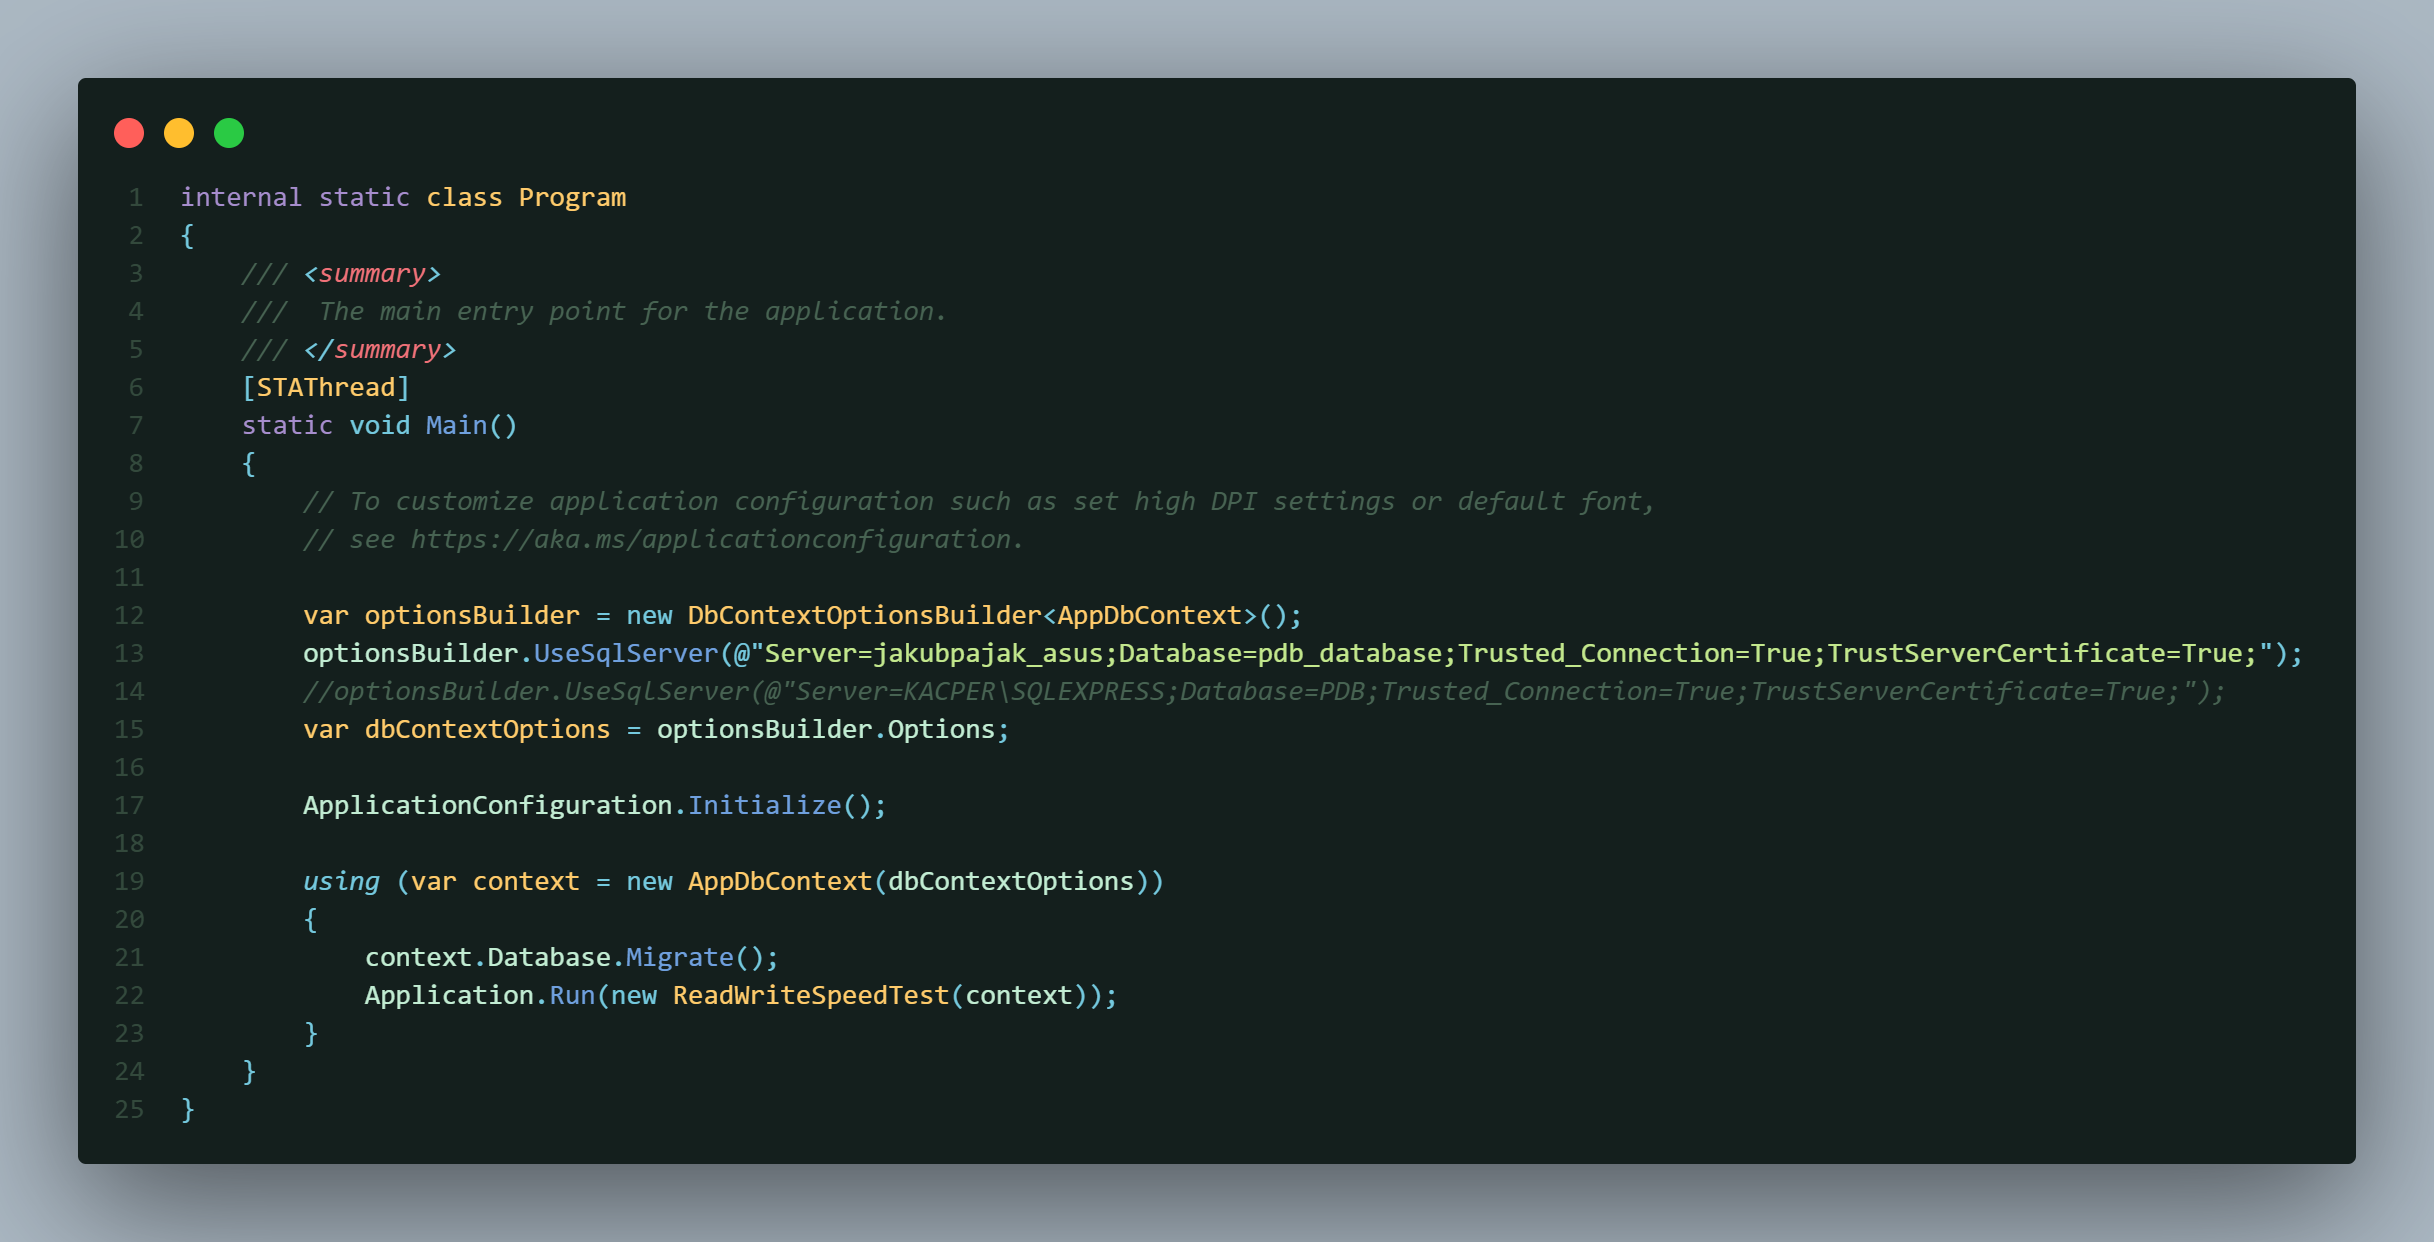 1 internal static class Program
2 {
3     /// <summary>
4     ///  The main entry point for the application.
5     /// </summary>
6     [STAThread]
7     static void Main()
8     {
9         // To customize application configuration such as set high DPI settings or default font,
10         // see https://aka.ms/applicationconfiguration.
11
12         var optionsBuilder = new DbContextOptionsBuilder<AppDbContext>();
13         optionsBuilder.UseSqlServer(@"Server=jakubpajak_asus;Database=pdb_database;Trusted_Connection=True;TrustServerCertificate=True;");
14         //optionsBuilder.UseSqlServer(@"Server=KACPER\SQLEXPRESS;Database=PDB;Trusted_Connection=True;TrustServerCertificate=True;");
15         var dbContextOptions = optionsBuilder.Options;
16
17         ApplicationConfiguration.Initialize();
18
19         using (var context = new AppDbContext(dbContextOptions))
20         {
21             context.Database.Migrate();
22             Application.Run(new ReadWriteSpeedTest(context));
23         }
24     }
25 }